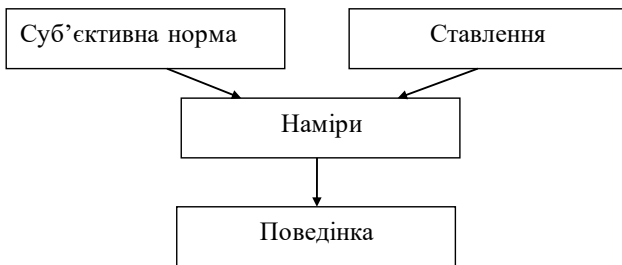 Суб’єктивна норма
Ставлення
Наміри
Поведінка